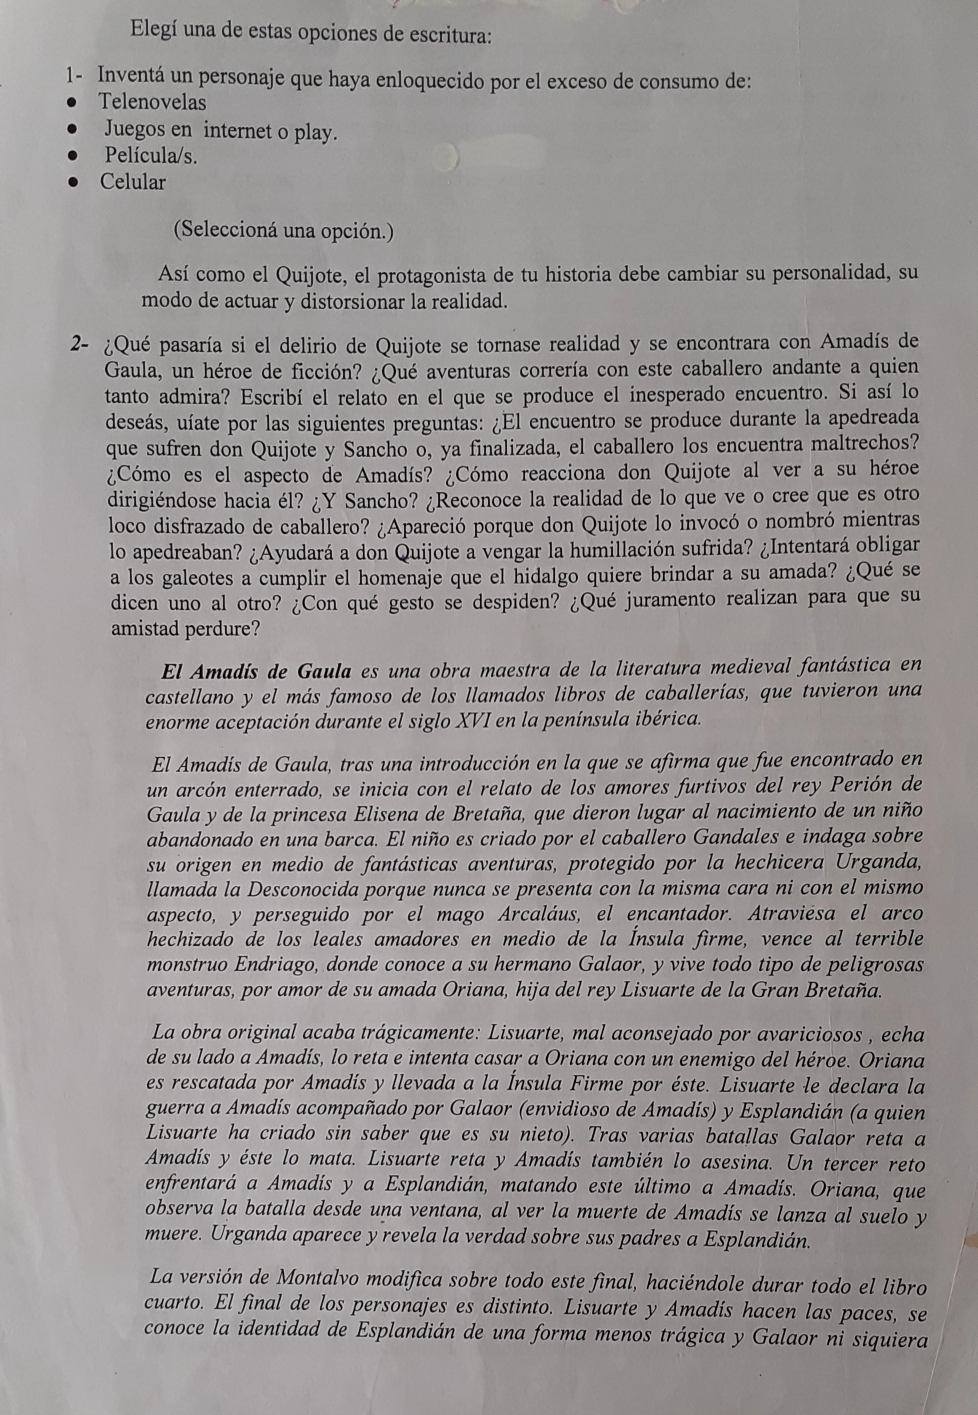 Elegí una de estas opciones de escritura:
1- Inventá un personaje que haya enloquecido por el exceso de consumo de:
• Telenovelas
• Juegos en internet o play.
• Película/s.
• Celular
(Seleccioná una opción.)
Así como el Quijote, el protagonista de tu historia debe cambiar su personalidad, su
modo de actuar y distorsionar la realidad.
2- ¿Qué pasaría si el delirio de Quijote se tornase realidad y se encontrara con Amadís de
Gaula, un héroe de ficción? ¿Qué aventuras correría con este caballero andante a quien
tanto admira? Escribí el relato en el que se produce el inesperado encuentro. Si así lo
deseás, uíate por las siguientes preguntas: ¿El encuentro se produce durante la apedreada
que sufren don Quijote y Sancho o, ya finalizada, el caballero los encuentra maltrechos?
¿Cómo es el aspecto de Amadís? ¿Cómo reacciona don Quijote al ver a su héroe
dirigiéndose hacia él? ¿Y Sancho? ¿Reconoce la realidad de lo que ve o cree que es otro
loco disfrazado de caballero? ¿Apareció porque don Quijote lo invocó o nombró mientras
lo apedreaban? ¿Ayudará a don Quijote a vengar la humillación sufrida? ¿Intentará obligar
a los galeotes a cumplir el homenaje que el hidalgo quiere brindar a su amada? ¿Qué se
dicen uno al otro? ¿Con qué gesto se despiden? ¿Qué juramento realizan para que su
amistad perdure?
El Amadís de Gaula es una obra maestra de la literatura medieval fantástica en
castellano y el más famoso de los llamados libros de caballerías, que tuvieron una
enorme aceptación durante el siglo XVI en la península ibérica.
El Amadís de Gaula, tras una introducción en la que se afirma que fue encontrado en
un arcón enterrado, se inicia con el relato de los amores furtivos del rey Perión de
Gaula y de la princesa Elisena de Bretaña, que dieron lugar al nacimiento de un niño
abandonado en una barca. El niño es criado por el caballero Gandales e indaga sobre
su origen en medio de fantásticas aventuras, protegido por la hechicera Urganda,
llamada la Desconocida porque nunca se presenta con la misma cara ni con el mismo
aspecto, y perseguido por el mago Arcaláus, el encantador. Atraviesa el arco
hechizado de los leales amadores en medio de la Ínsula firme, vence al terrible
monstruo Endriago, donde conoce a su hermano Galaor, y vive todo tipo de peligrosas
aventuras, por amor de su amada Oriana, hija del rey Lisuarte de la Gran Bretaña.
La obra original acaba trágicamente: Lisuarte, mal aconsejado por avariciosos , echa
de su lado a Amadís, lo reta e intenta casar a Oriana con un enemigo del héroe. Oriana
es rescatada por Amadís y llevada a la Ínsula Firme por éste. Lisuarte le declara la
guerra a Amadís acompañado por Galaor (envidioso de Amadís) y Esplandián (a quien
Lisuarte ha criado sin saber que es su nieto). Tras varias batallas Galaor reta a
Amadís y éste lo mata. Lisuarte reta y Amadís también lo asesina. Un tercer reto
enfrentará a Amadís y a Esplandián, matando este último a Amadís. Oriana, que
observa la batalla desde una ventana, al ver la muerte de Amadís se lanza al suelo y
muere. Urganda aparece y revela la verdad sobre sus padres a Esplandián.
La versión de Montalvo modifica sobre todo este final, haciéndole durar todo el libro
cuarto. El final de los personajes es distinto. Lisuarte y Amadís hacen las paces, se
conoce la identidad de Esplandián de una forma menos trágica y Galaor ni siquiera